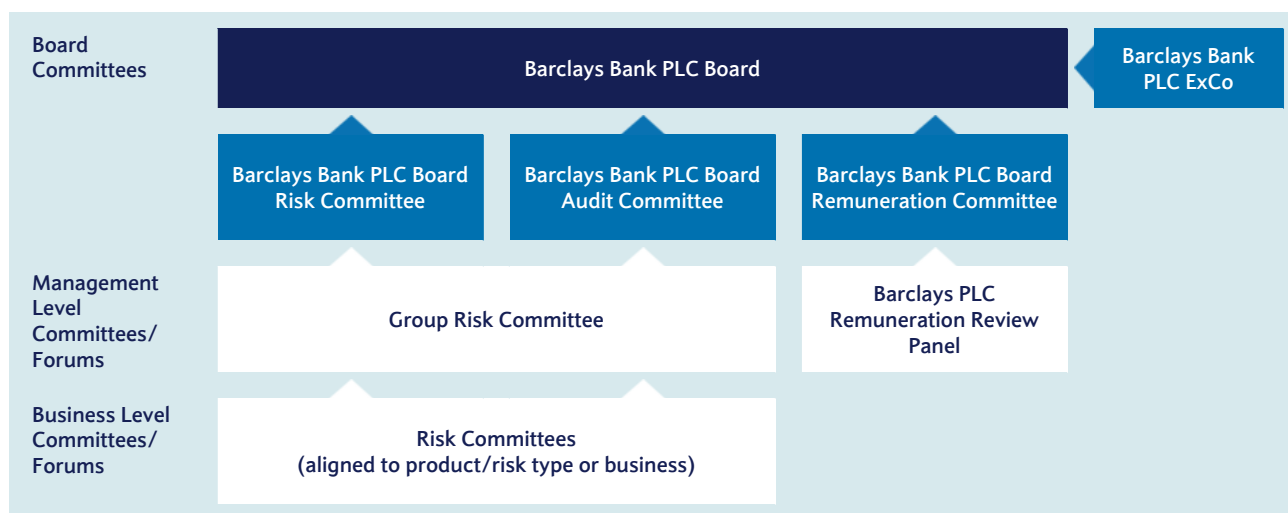 Board
Committees
Barclays Bank PLC Board
Barclays Bank
PLC ExCo
Barclays Bank PLC Board
Risk Committee
Barclays Bank PLC Board
Audit Committee
Barclays Bank PLC Board
Remuneration Committee
Management
Level
Committees/
Forums
Group Risk Committee
Barclays PLC
Remuneration Review
Panel
Business Level
Committees/
Forums
Risk Committees
(aligned to product/risk type or business)